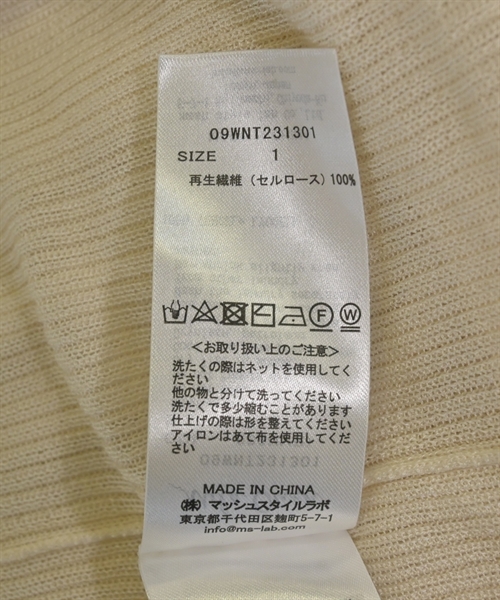 09WNT231301
SIZE 1
再生繊維 (セルロース) 100%
F W
<お取り扱い上のご注意>
洗たくの際はネットを使用してく
ださい
他の物と分けて洗ってください
洗たくで多少縮むことがあります
仕上げの際は形を整えてください
アイロンはあて布を使用してくだ
さい
09WNT231301
MADE IN CHINA
(株) マッシュスタイルラボ
東京都千代田区麹町5-7-1
info@ms-lab.com